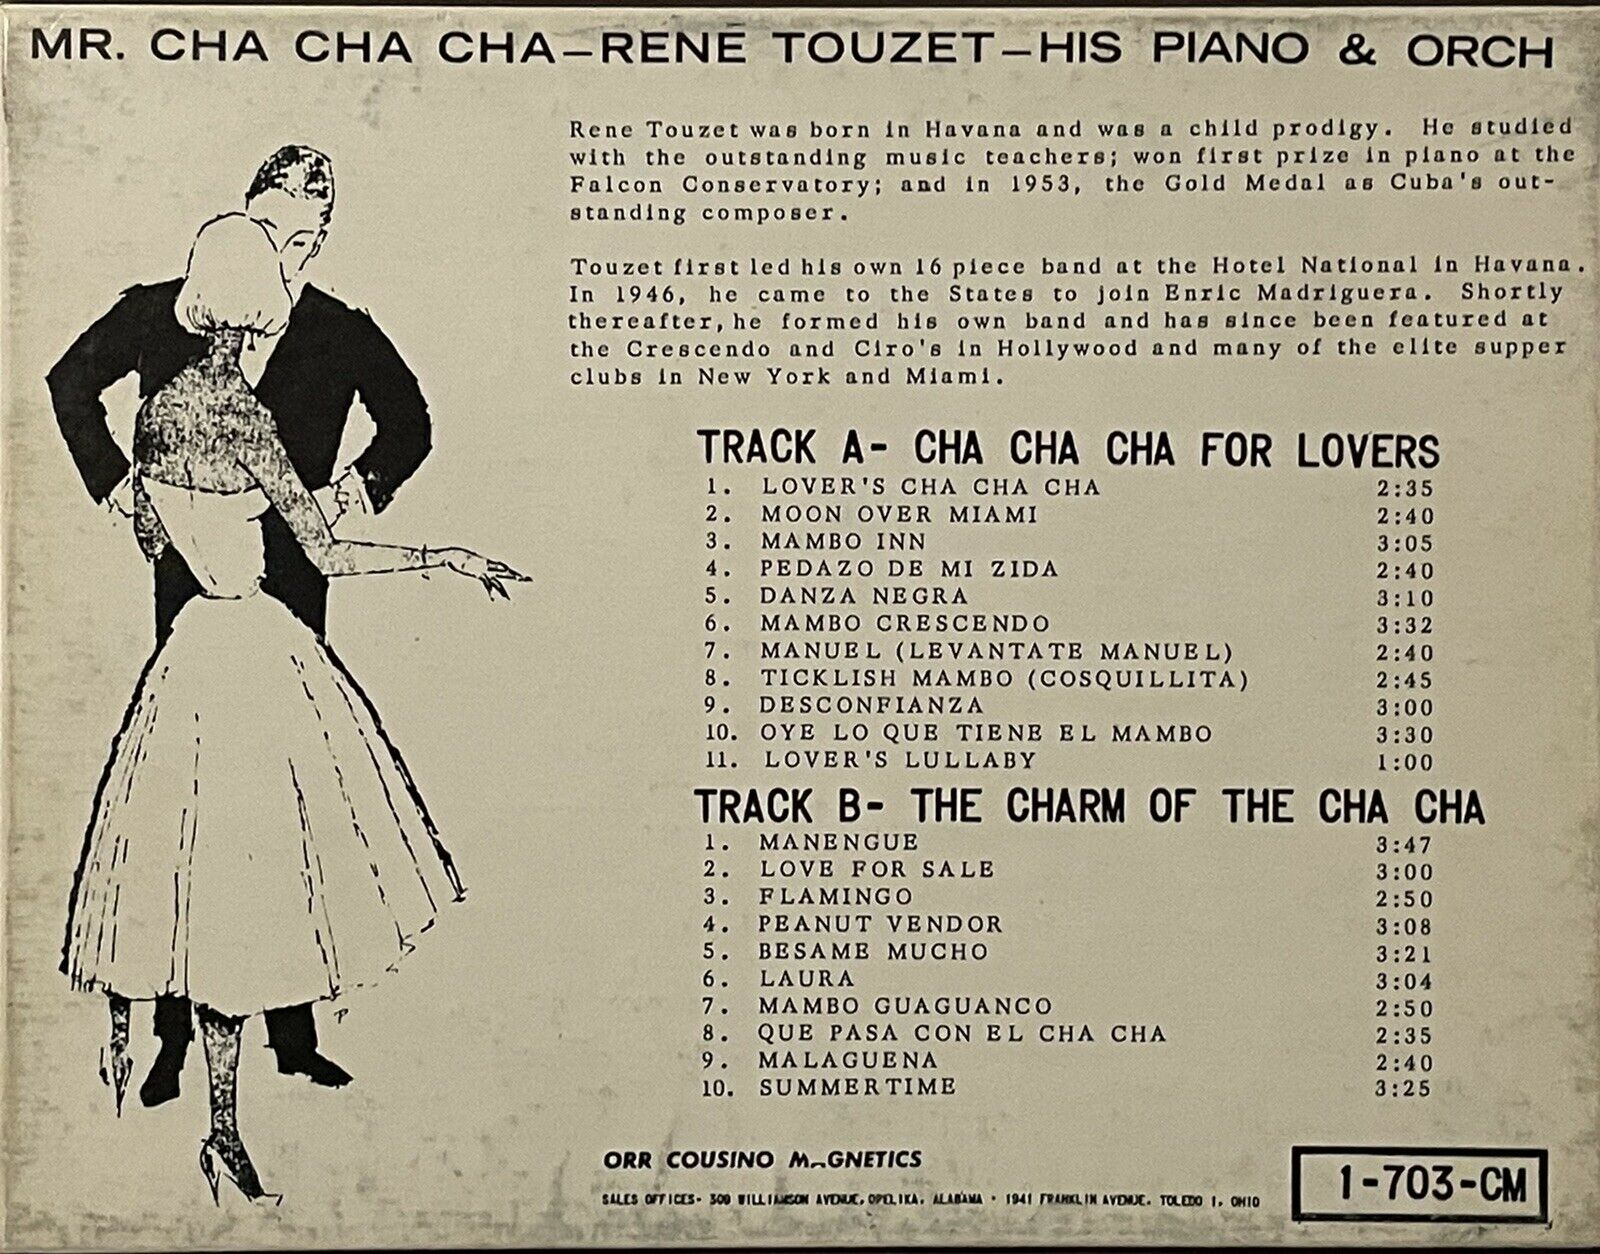 MR. CHA CHA CHA—RENÉ TOUZET—HIS PIANO & ORCH
Rene Touzet was born in Havana and was a child prodigy. He studied
with the outstanding music teachers; won first prize in piano at the
Falcon Conservatory; and in 1953, the Gold Medal as Cuba's out-
standing composer.
Touzet first led his own 16 piece band at the Hotel National in Havana.
In 1946, he came to the States to join Enric Madriguera. Shortly
thereafter, he formed his own band and has since been featured at
the Crescendo and Ciro's in Hollywood and many of the elite supper
clubs in New York and Miami.
TRACK A- CHA CHA CHA FOR LOVERS
1. LOVER'S CHA CHA CHA 2:35
2. MOON OVER MIAMI 2:40
3. MAMBO INN 3:05
4. PEDAZO DE MI ZIDA 2:40
5. DANZA NEGRA 3:10
6. MAMBO CRESCENDO 3:32
7. MANUEL (LEVANTATE MANUEL) 2:40
8. TICKLISH MAMBO (COSQUILLITA) 2:45
9. DESCONFIANZA 3:00
10. OYE LO QUE TIENE EL MAMBO 3:30
11. LOVER'S LULLABY 1:00
TRACK B- THE CHARM OF THE CHA CHA
1. MANENGUE 3:47
2. LOVE FOR SALE 3:00
3. FLAMINGO 2:50
4. PEANUT VENDOR 3:08
5. BESAME MUCHO 3:21
6. LAURA 3:04
7. MAMBO GUAGUANCO 2:50
8. QUE PASA CON EL CHA CHA 2:35
9. MALAGUENA 2:40
10. SUMMERTIME 3:25
P
ORR COUSINO MAGNETICS
SALES OFFICES- 309 WILLIAMSON AVENUE, OPELIKA, ALABAMA • 1941 FRANKLIN AVENUE, TOLEDO 1, OHIO
1-703-CM